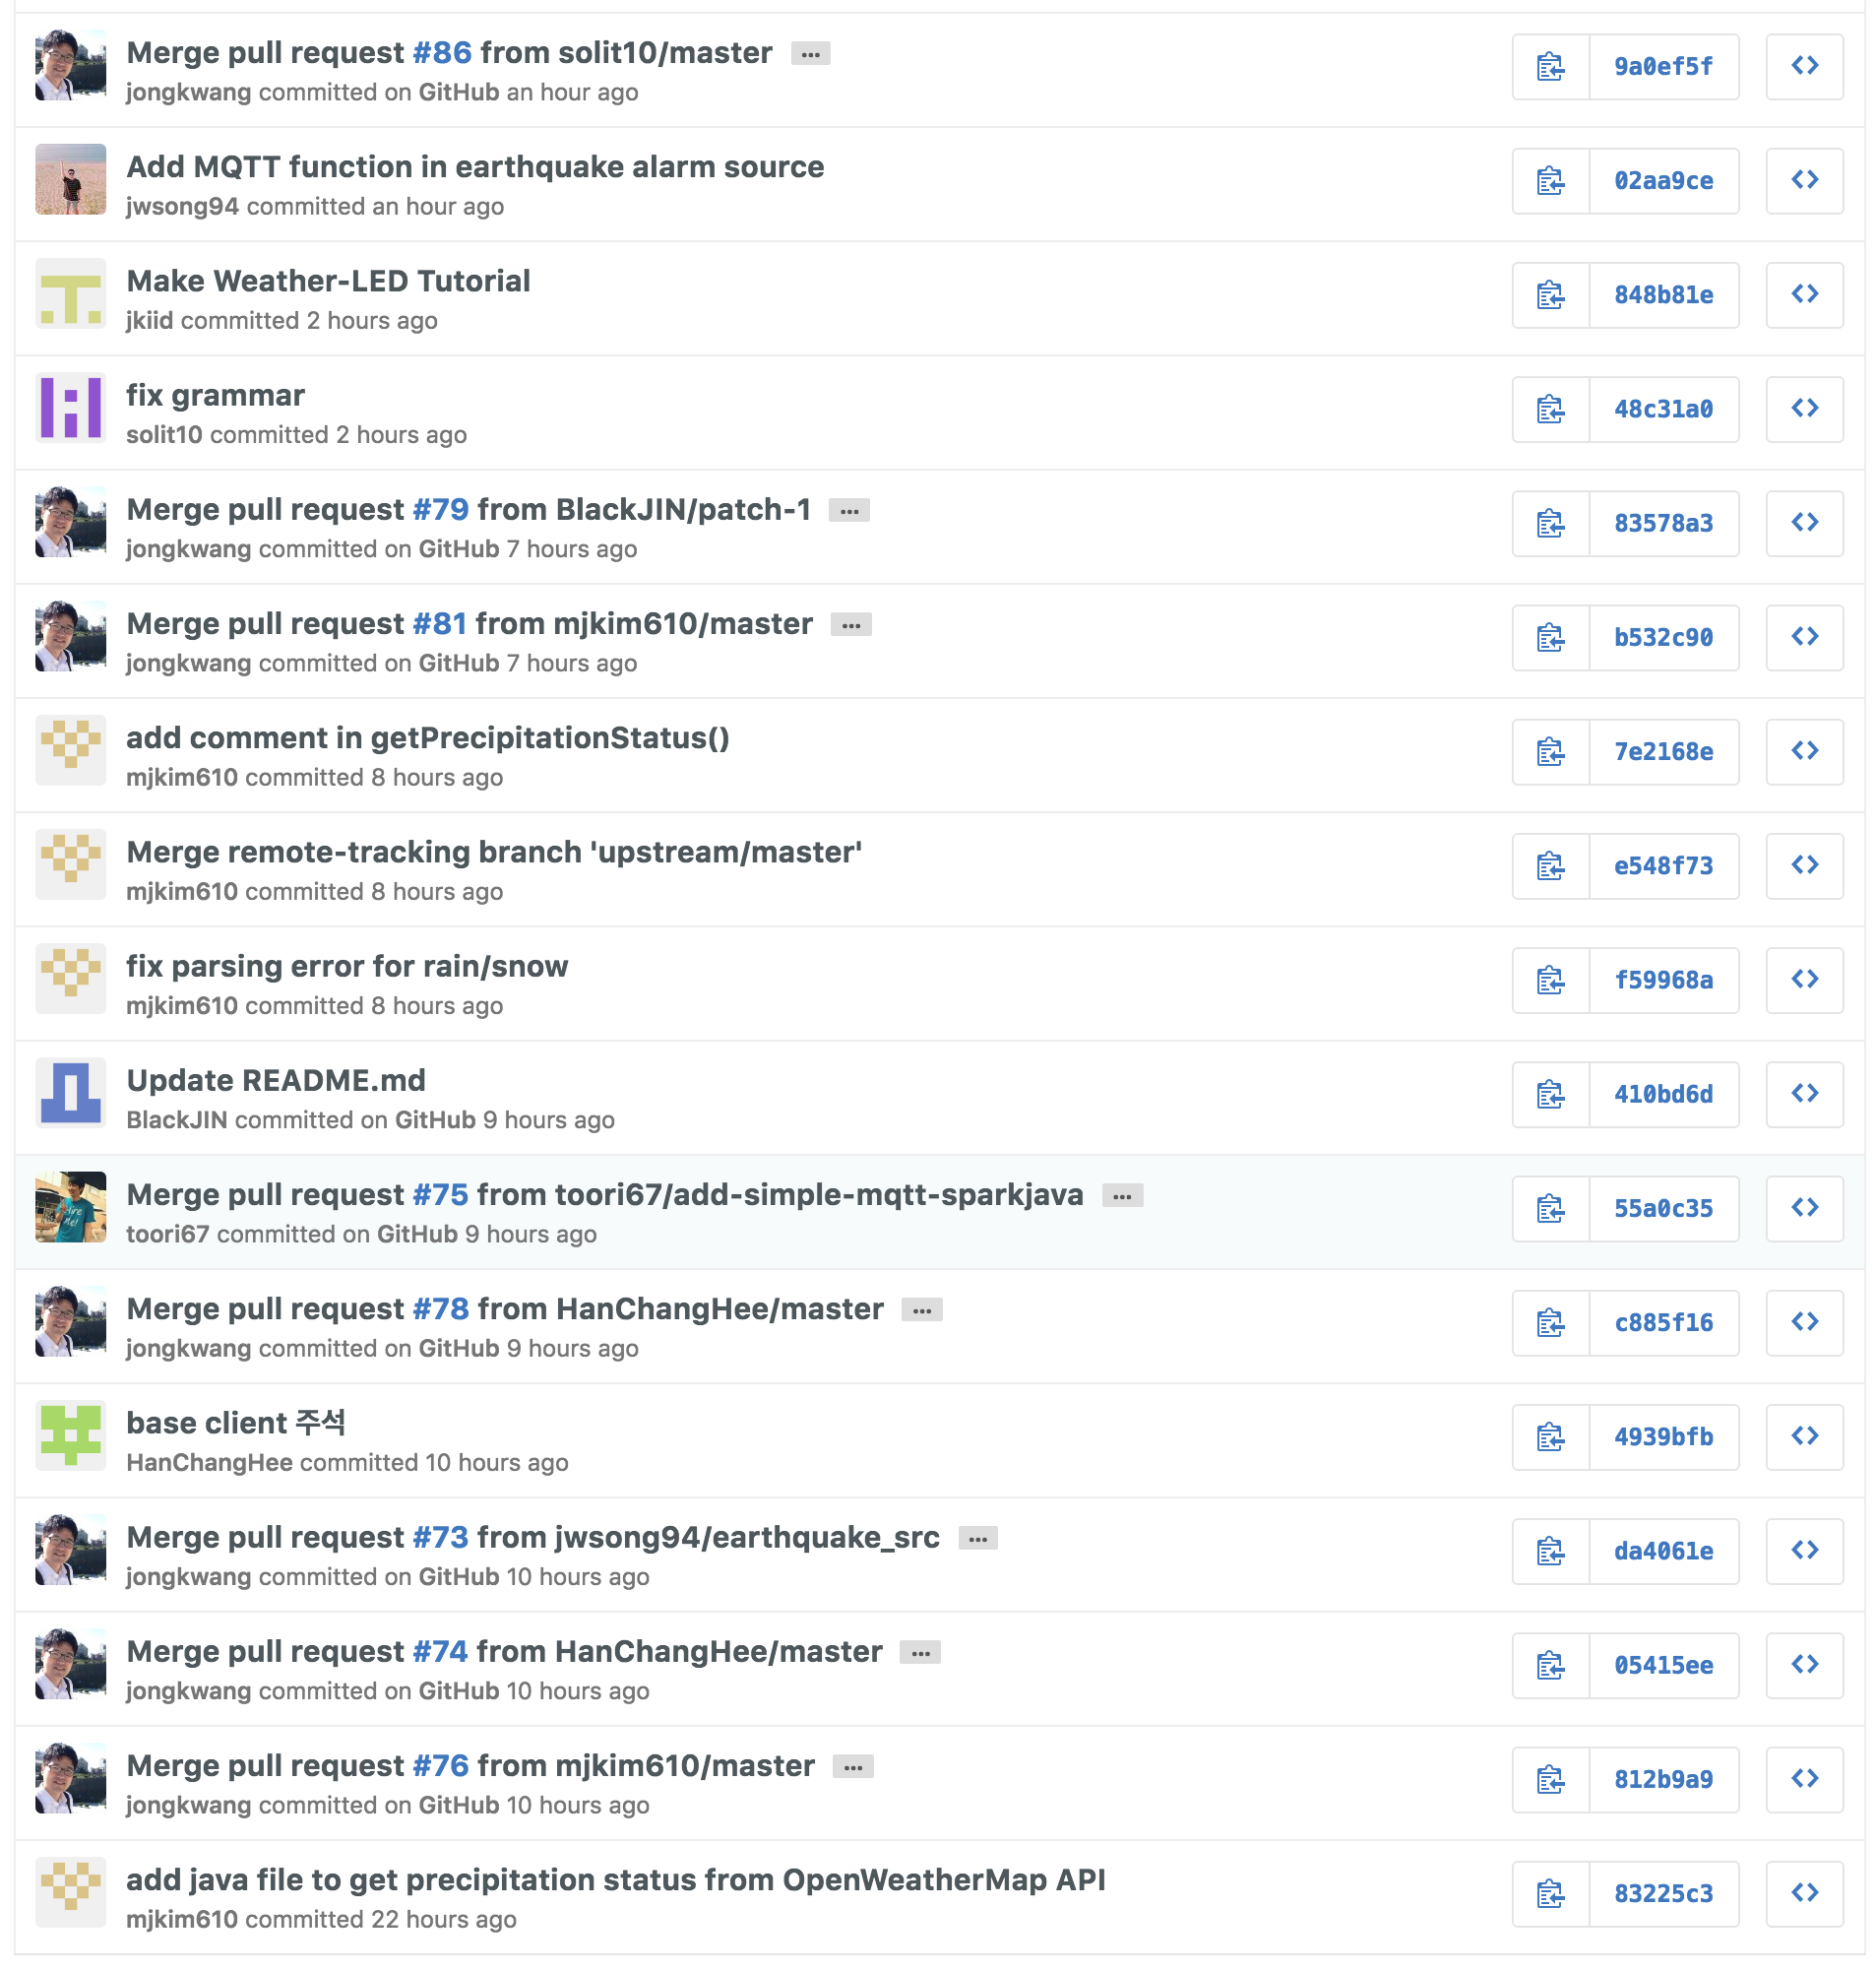 Merge pull request #86 from solit10/master ...
jongkwang committed on GitHub an hour ago
9a0ef5f
Add MQTT function in earthquake alarm source
jwsong94 committed an hour ago
02aa9ce
Make Weather-LED Tutorial
jkiid committed 2 hours ago
848b81e
fix grammar
solit10 committed 2 hours ago
48c31a0
Merge pull request #79 from BlackJIN/patch-1 ...
jongkwang committed on GitHub 7 hours ago
83578a3
Merge pull request #81 from mjkim610/master ...
jongkwang committed on GitHub 7 hours ago
b532c90
add comment in getPrecipitationStatus()
mjkim610 committed 8 hours ago
7e2168e
Merge remote-tracking branch 'upstream/master'
mjkim610 committed 8 hours ago
e548f73
fix parsing error for rain/snow
mjkim610 committed 8 hours ago
f59968a
Update README.md
BlackJIN committed on GitHub 9 hours ago
410bd6d
Merge pull request #75 from toori67/add-simple-mqtt-sparkjava ...
toori67 committed on GitHub 9 hours ago
55a0c35
Merge pull request #78 from HanChangHee/master ...
jongkwang committed on GitHub 9 hours ago
c885f16
base client 주석
HanChangHee committed 10 hours ago
4939bfb
Merge pull request #73 from jwsong94/earthquake_src ...
jongkwang committed on GitHub 10 hours ago
da4061e
Merge pull request #74 from HanChangHee/master ...
jongkwang committed on GitHub 10 hours ago
05415ee
Merge pull request #76 from mjkim610/master ...
jongkwang committed on GitHub 10 hours ago
812b9a9
add java file to get precipitation status from OpenWeatherMap API
mjkim610 committed 22 hours ago
83225c3